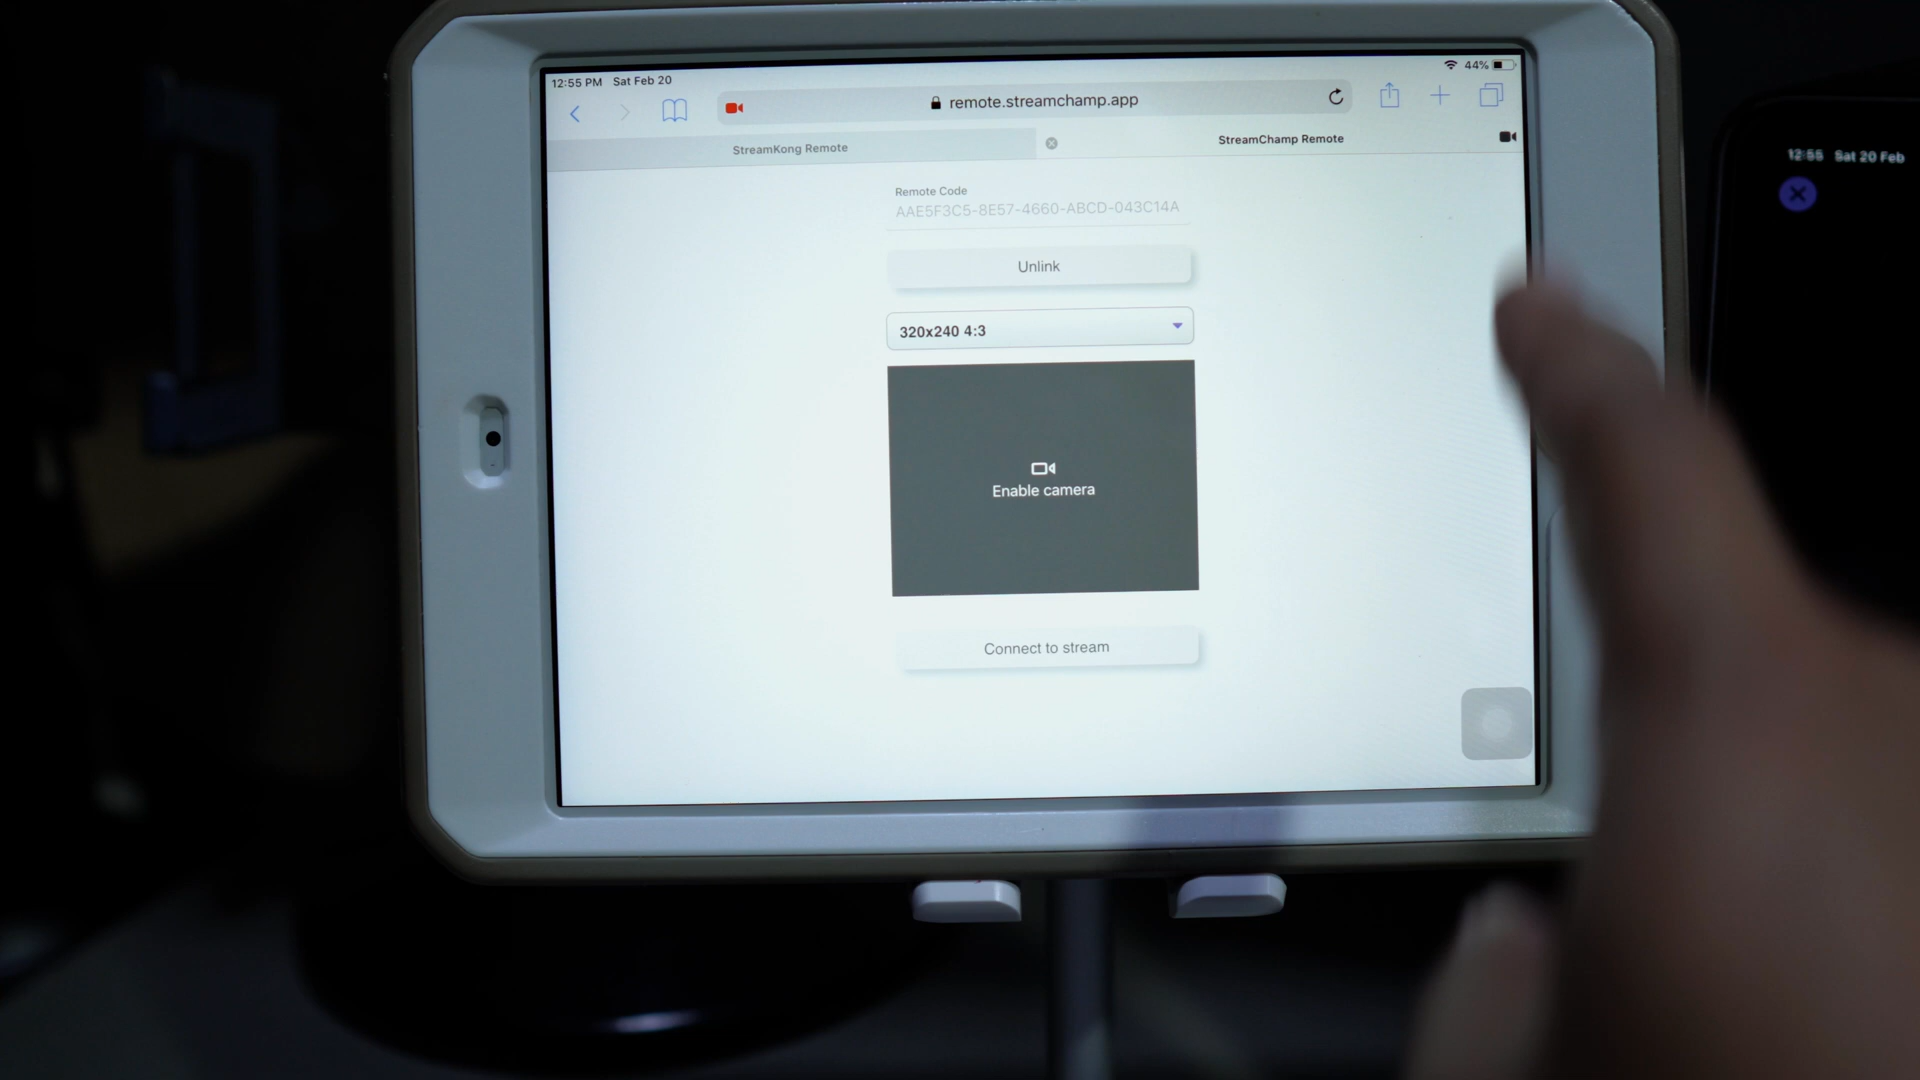 12:55 PM Sat Feb 20
44%
remote.streamchamp.app
StreamKong Remote
StreamChamp Remote
Remote Code
AAE5F3C5-8E57-4660-ABCD-043C14A
Unlink
320x240 4:3
Enable camera
Connect to stream
12:55 Sat 20 Feb